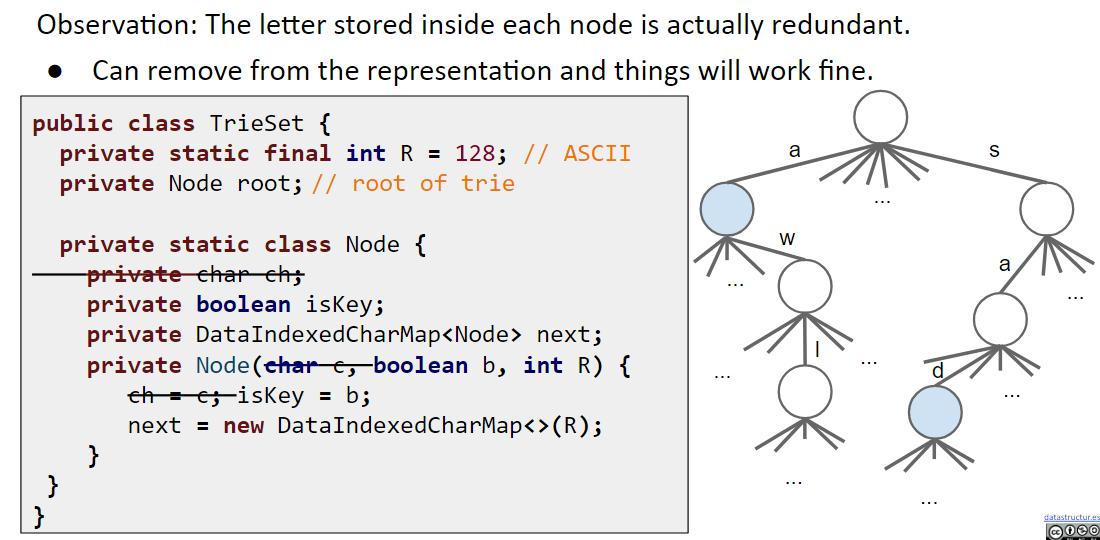 Observation: The letter stored inside each node is actually redundant.
● Can remove from the representation and things will work fine.
public class TrieSet {
private static final int R = 128; // ASCII
private Node root; // root of trie
private static class Node {
private char ch;
private boolean isKey;
private DataIndexedCharMap<Node> next;
private Node(char c, boolean b, int R) {
ch = c; isKey = b;
next = new DataIndexedCharMap<>(R);
}
}
}
a
s
...
w
a
...
...
l
...
...
d
...
...
...
datastructur.es